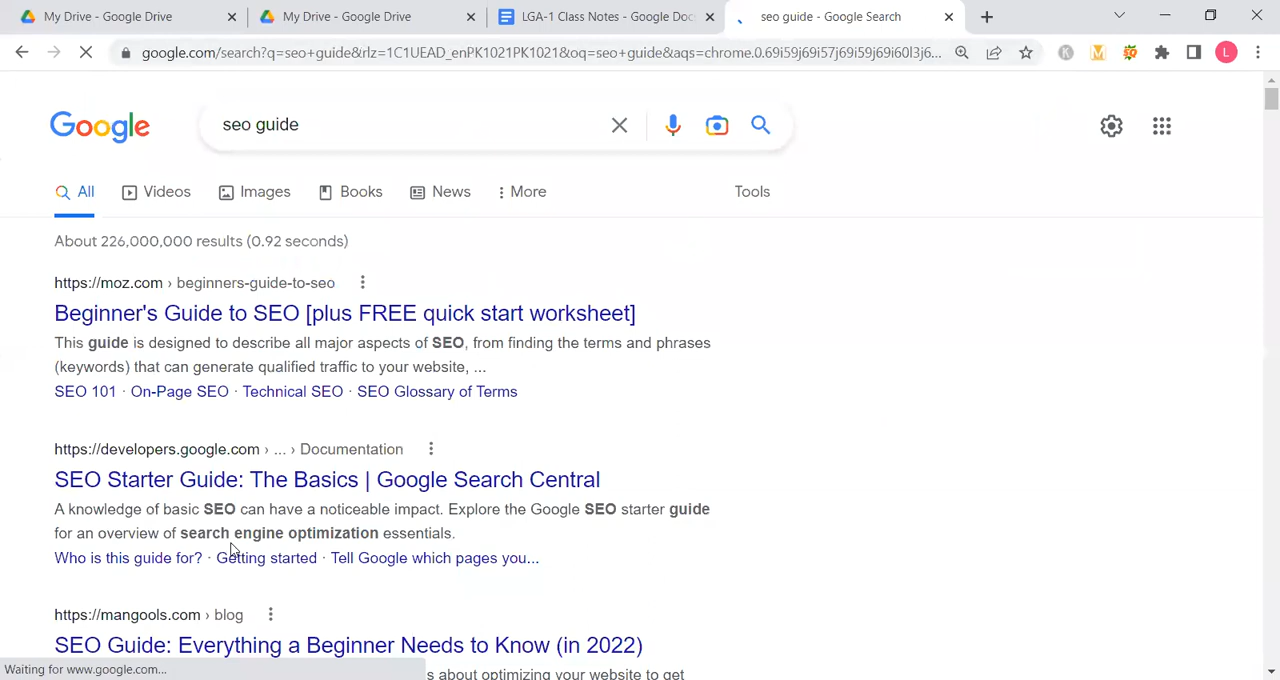 My Drive - Google Drive
My Drive - Google Drive
LGA-1 Class Notes - Google Doc
seo guide - Google Search
google.com/search?q=seo+guide&rlz=1C1UEAD_enPK1021PK1021&oq=seo+guide&aqs=chrome.0.69i59j69i57j69i59j69i60l3j6...
L
Google
seo guide
All
Videos
Images
Books
News
More
Tools
About 226,000,000 results (0.92 seconds)
https://moz.com › beginners-guide-to-seo
Beginner's Guide to SEO [plus FREE quick start worksheet]
This guide is designed to describe all major aspects of SEO, from finding the terms and phrases
(keywords) that can generate qualified traffic to your website, ...
SEO 101 · On-Page SEO · Technical SEO · SEO Glossary of Terms
https://developers.google.com › ... › Documentation
SEO Starter Guide: The Basics | Google Search Central
A knowledge of basic SEO can have a noticeable impact. Explore the Google SEO starter guide
for an overview of search engine optimization essentials.
Who is this guide for? · Getting started · Tell Google which pages you...
https://mangools.com › blog
SEO Guide: Everything a Beginner Needs to Know (in 2022)
s about optimizing your website to get
Waiting for www.google.com...